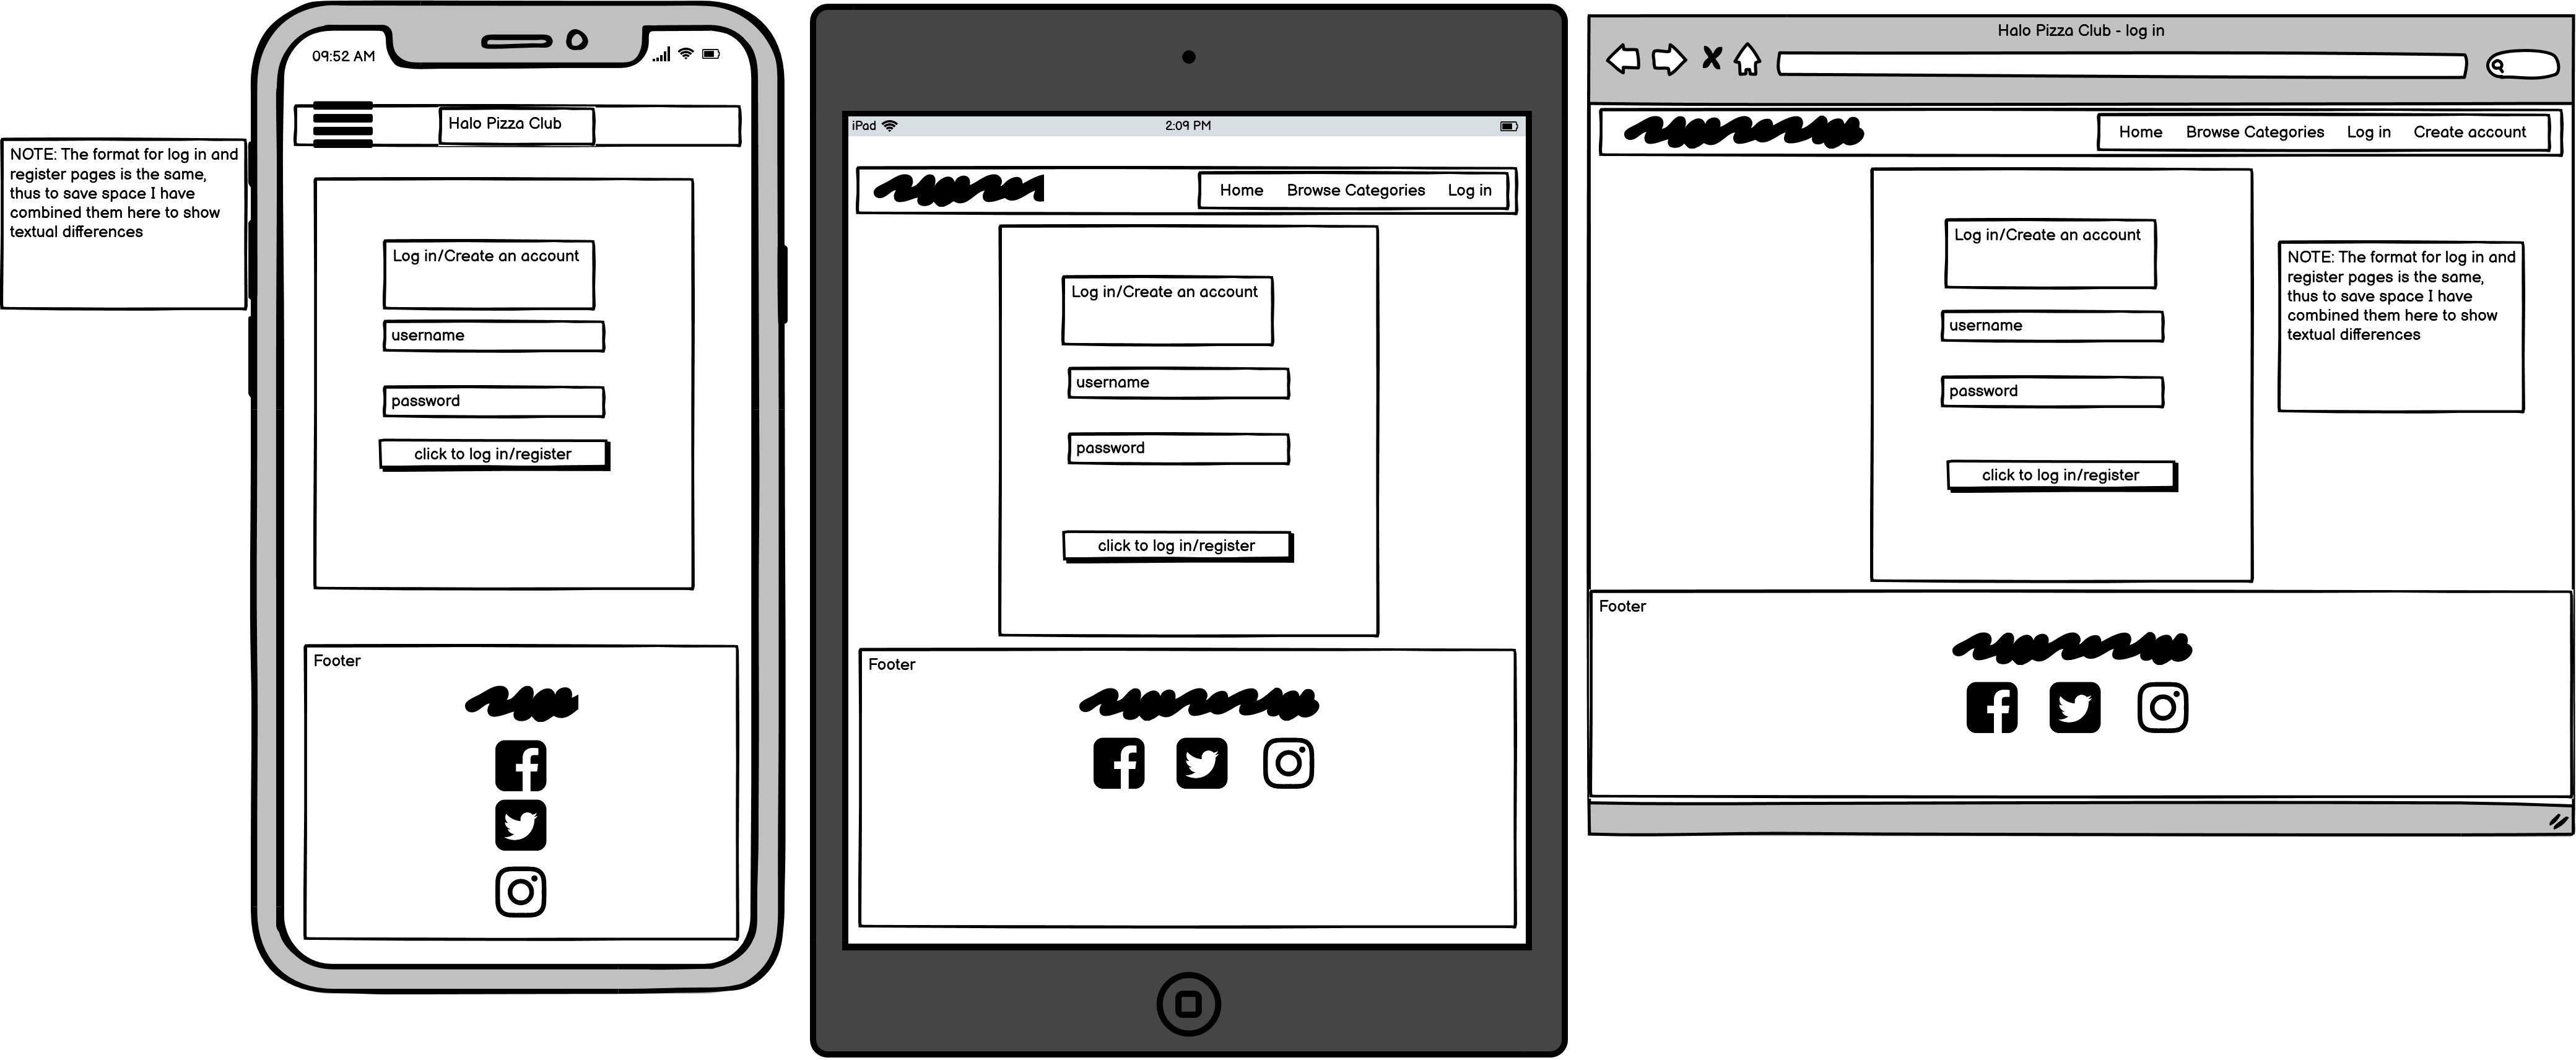 NOTE: The format for log in and
register pages is the same,
thus to save space I have
combined them here to show
textual differences
09:52 AM
Halo Pizza Club
Log in/Create an account
username
password
click to log in/register
Footer
iPad
2:09 PM
Home Browse Categories Log in
Log in/Create an account
username
password
click to log in/register
Footer
Halo Pizza Club - log in
Home Browse Categories Log in Create account
Log in/Create an account
username
password
click to log in/register
NOTE: The format for log in and
register pages is the same,
thus to save space I have
combined them here to show
textual differences
Footer